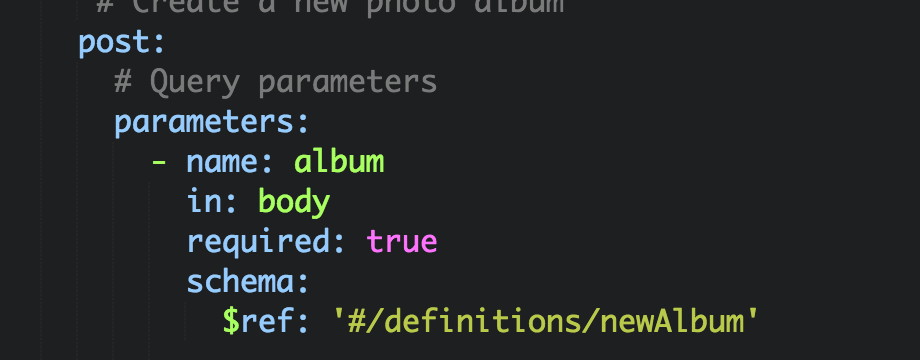 # Create a new photo album
post:
# Query parameters
parameters:
- name: album
in: body
required: true
schema:
$ref: '#/definitions/newAlbum'